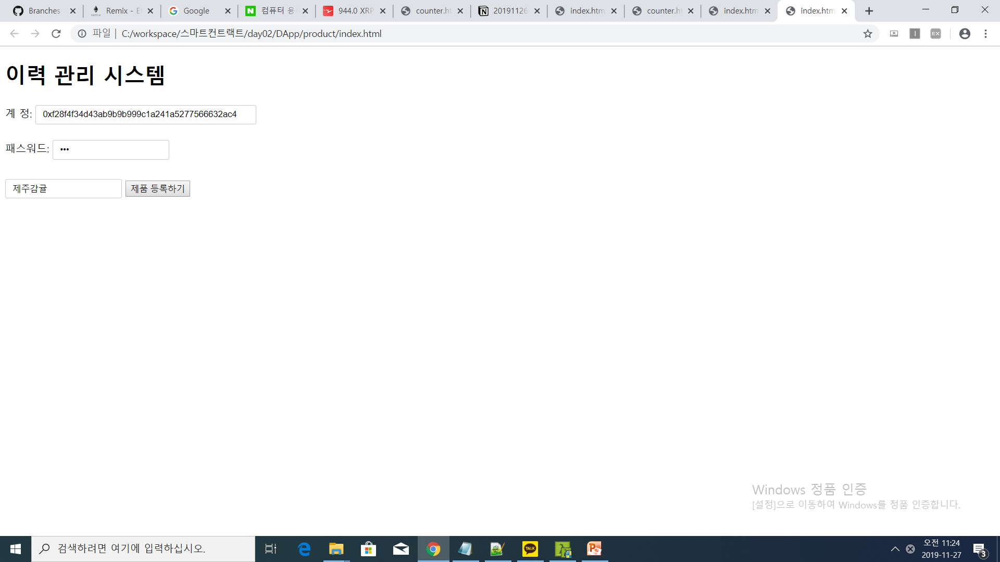 Branches
Remix - Et
Google
컴퓨터 용
944.0 XRP
counter.ht
20191126
index.htm
counter.ht
index.htm
index.htm
파일 | C:/workspace/스마트컨트랙트/day02/DApp/product/index.html
이력 관리 시스템
계 정: 0xf28f4f34d43ab9b9b999c1a241a5277566632ac4
패스워드: •••
제주감귤 제품 등록하기
Windows 정품 인증
[설정]으로 이동하여 Windows를 정품 인증합니다.
검색하려면 여기에 입력하십시오.
오전 11:24
2019-11-27
3